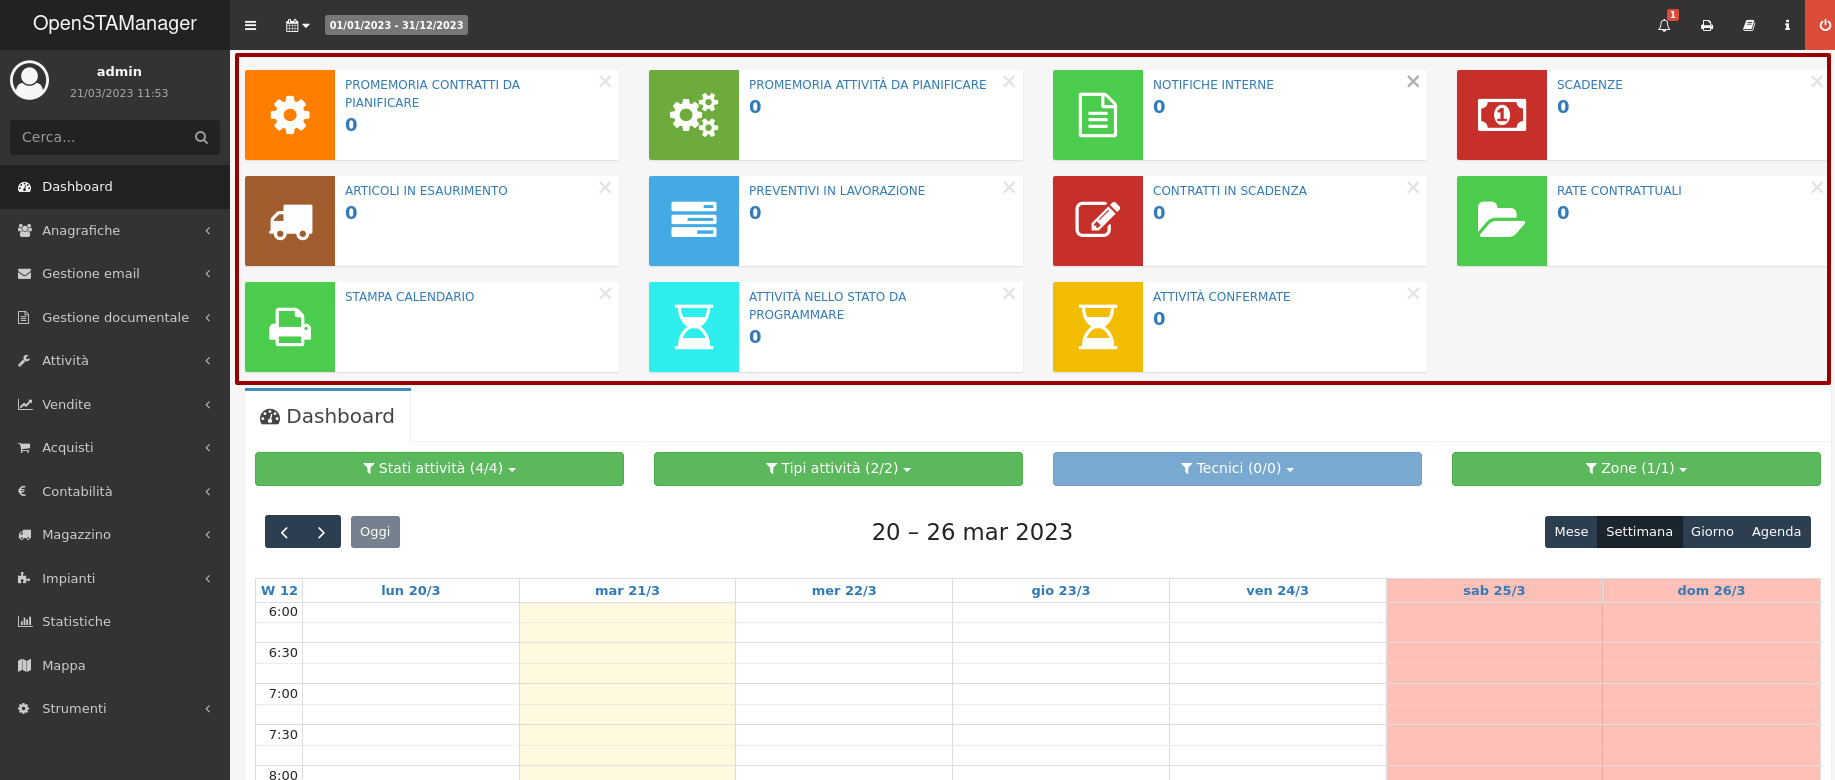 OpenSTAManager
01/01/2023 - 31/12/2023
1
admin
21/03/2023 11:53
Cerca...
Dashboard
Anagrafiche
Gestione email
Gestione documentale
Attività
Vendite
Acquisti
Contabilità
Magazzino
Impianti
Statistiche
Mappa
Strumenti
PROMEMORIA CONTRATTI DA
PIANIFICARE
0
PROMEMORIA ATTIVITÀ DA PIANIFICARE
0
NOTIFICHE INTERNE
0
SCADENZE
0
ARTICOLI IN ESAURIMENTO
0
PREVENTIVI IN LAVORAZIONE
0
CONTRATTI IN SCADENZA
0
RATE CONTRATTUALI
0
STAMPA CALENDARIO
ATTIVITÀ NELLO STATO DA
PROGRAMMARE
0
ATTIVITÀ CONFERMATE
0
Dashboard
Stati attività (4/4)
Tipi attività (2/2)
Tecnici (0/0)
Zone (1/1)
Oggi
20 – 26 mar 2023
Mese Settimana Giorno Agenda
W 12 lun 20/3 mar 21/3 mer 22/3 gio 23/3 ven 24/3 sab 25/3 dom 26/3
6:00
6:30
7:00
7:30
8:00